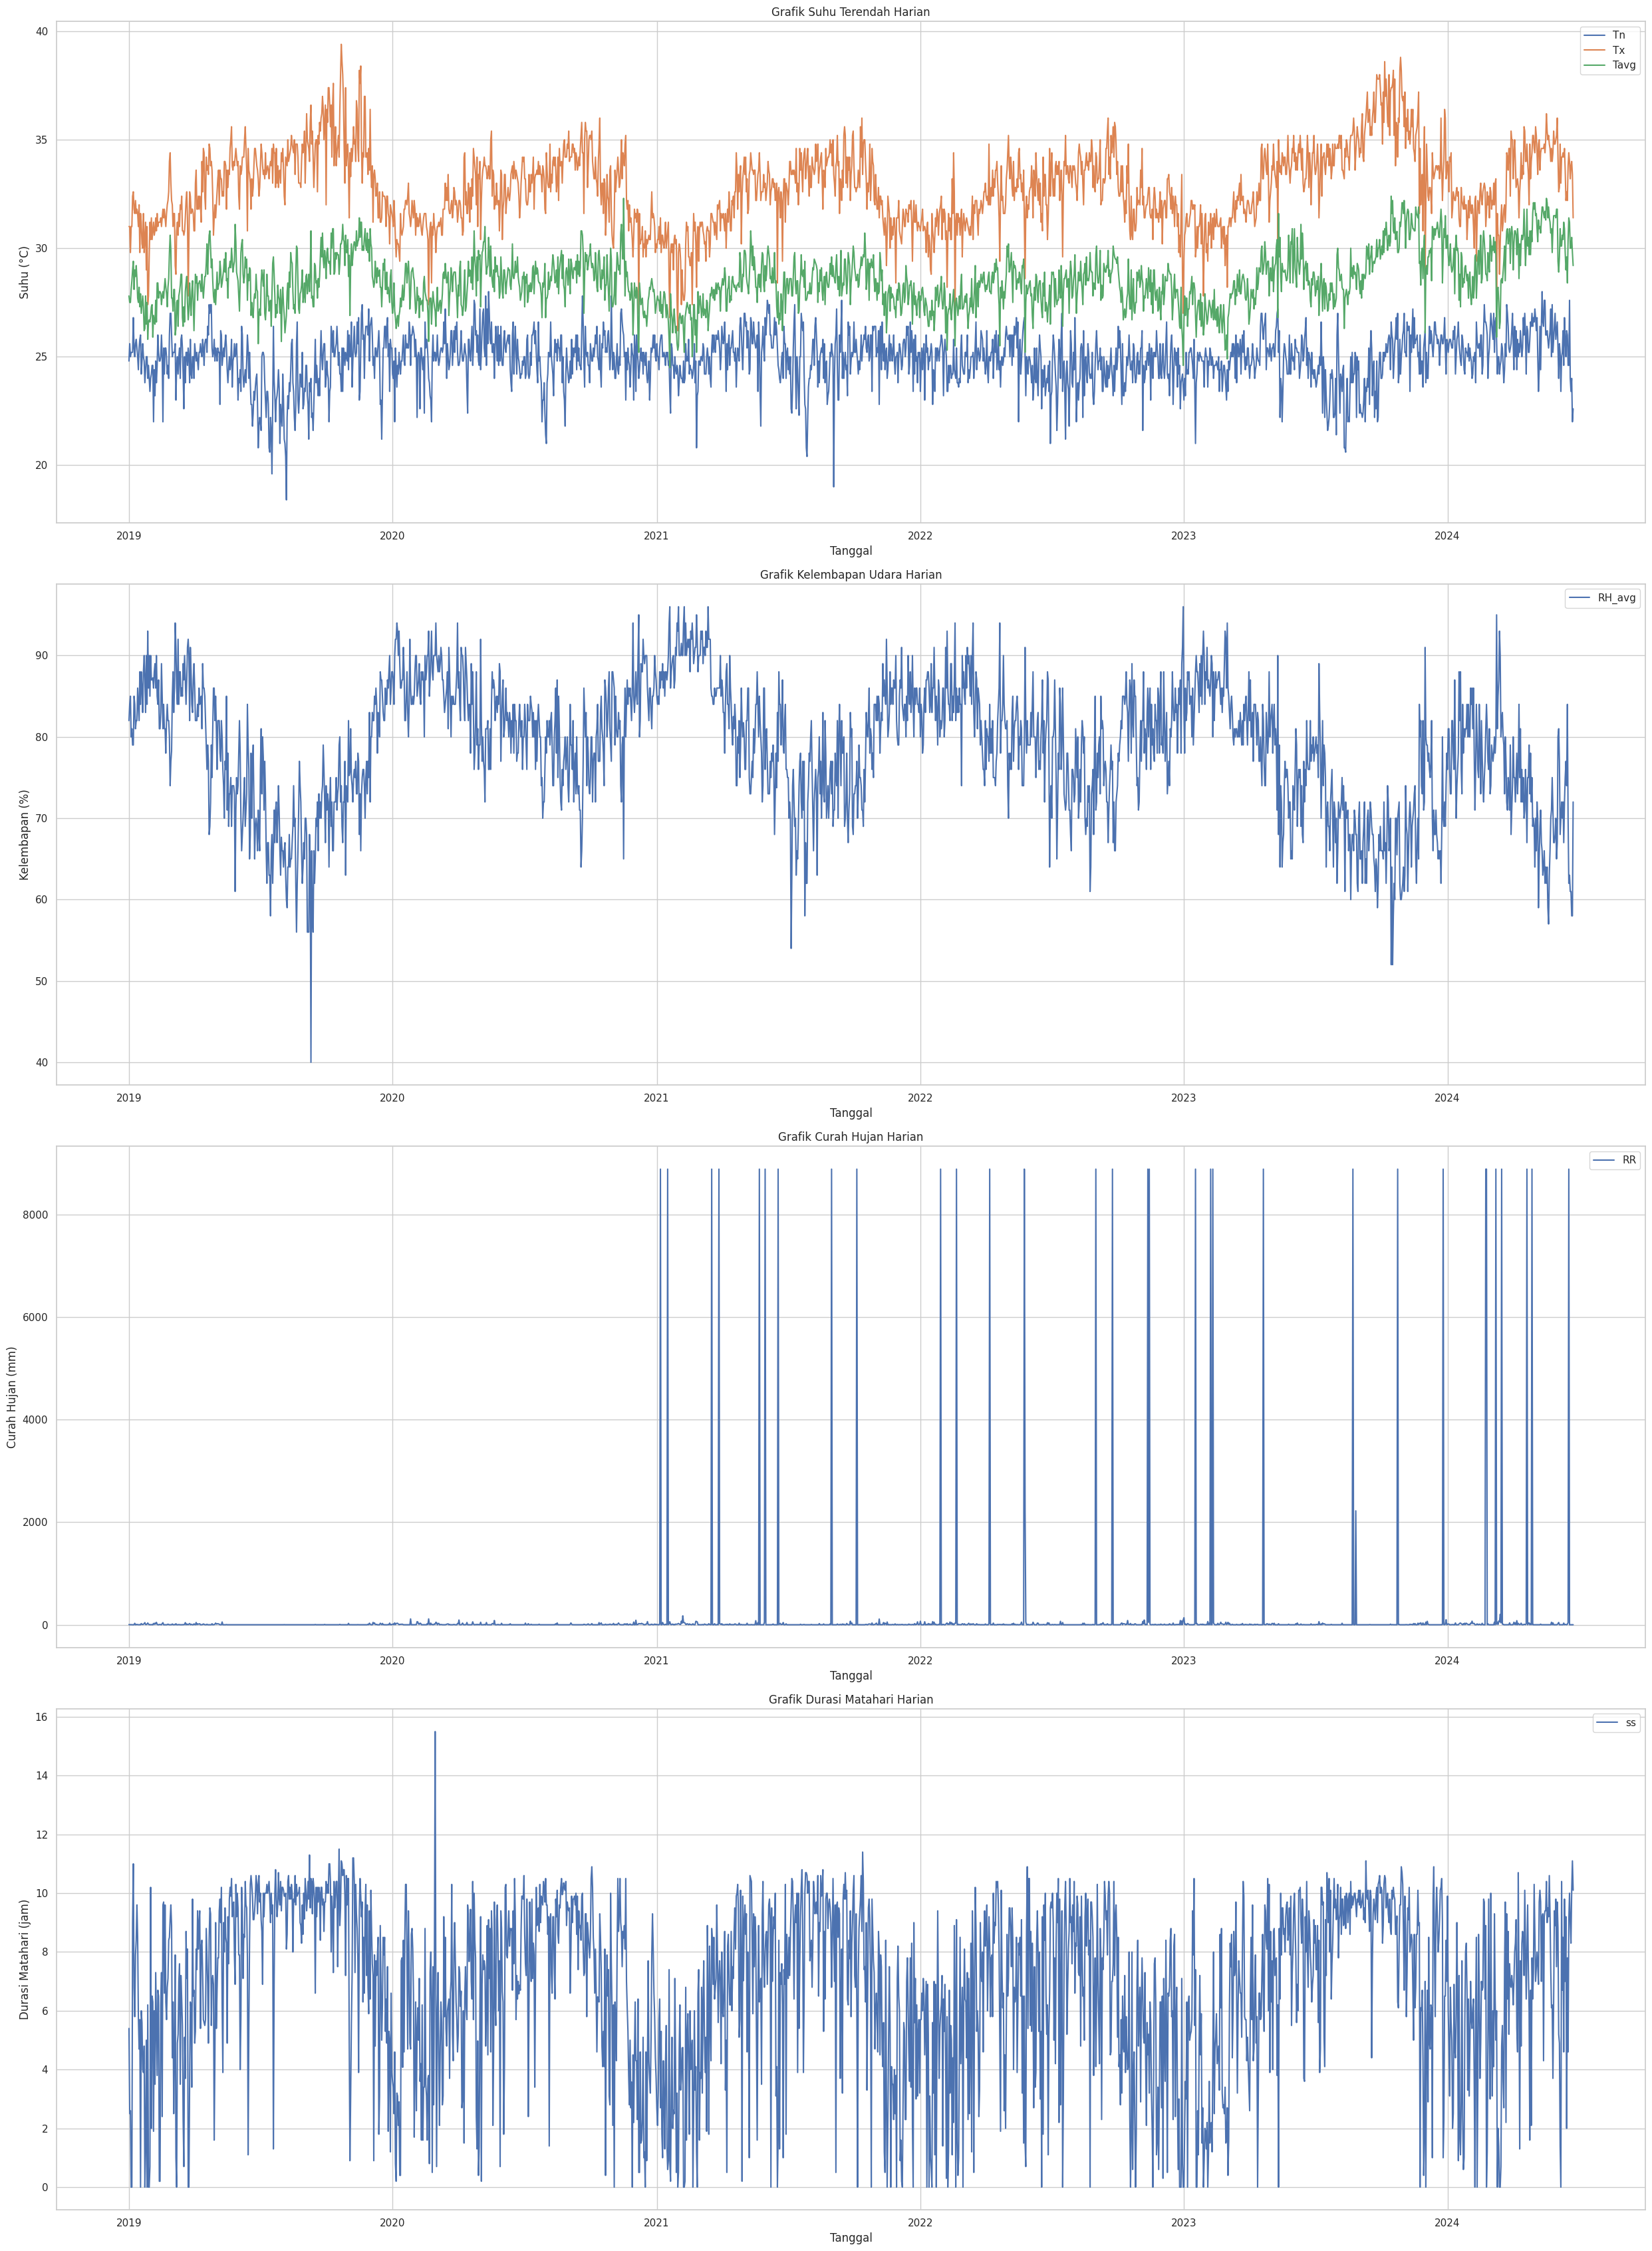 Grafik Suhu Terendah Harian
Tn
Tx
Tavg
Suhu (°C)
40
35
30
25
20
2019 2020 2021 2022 2023 2024
Tanggal
Grafik Kelembapan Udara Harian
RH_avg
Kelembapan (%)
90
80
70
60
50
40
2019 2020 2021 2022 2023 2024
Tanggal
Grafik Curah Hujan Harian
RR
Curah Hujan (mm)
8000
6000
4000
2000
0
2019 2020 2021 2022 2023 2024
Tanggal
Grafik Durasi Matahari Harian
ss
Durasi Matahari (jam)
16
14
12
10
8
6
4
2
0
2019 2020 2021 2022 2023 2024
Tanggal